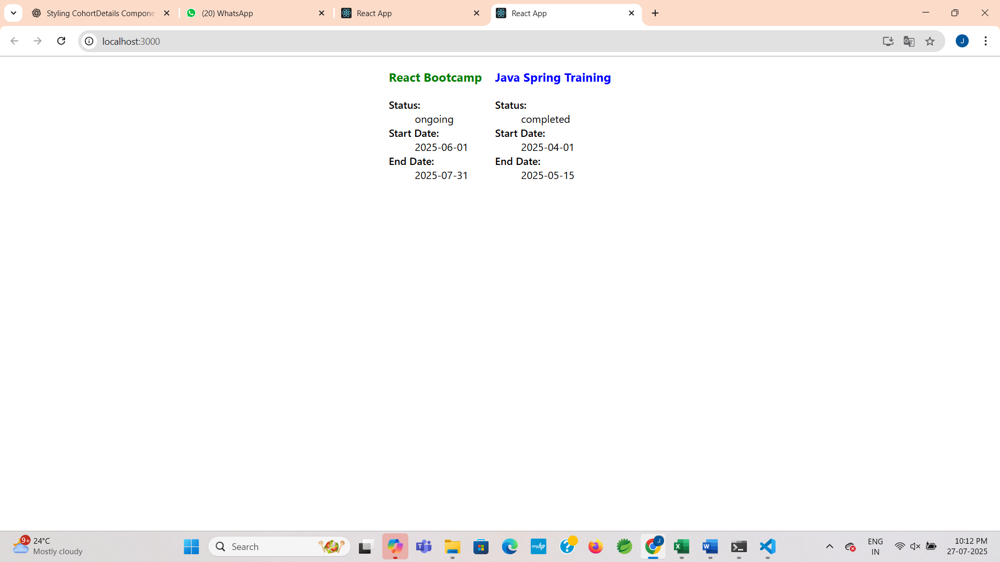 Styling CohortDetails Compone
(20) WhatsApp
React App
React App
localhost:3000
J
React Bootcamp
Status:
ongoing
Start Date:
2025-06-01
End Date:
2025-07-31
Java Spring Training
Status:
completed
Start Date:
2025-04-01
End Date:
2025-05-15
9+
24°C
Mostly cloudy
Search
myhp
J
ENG
IN
10:12 PM
27-07-2025